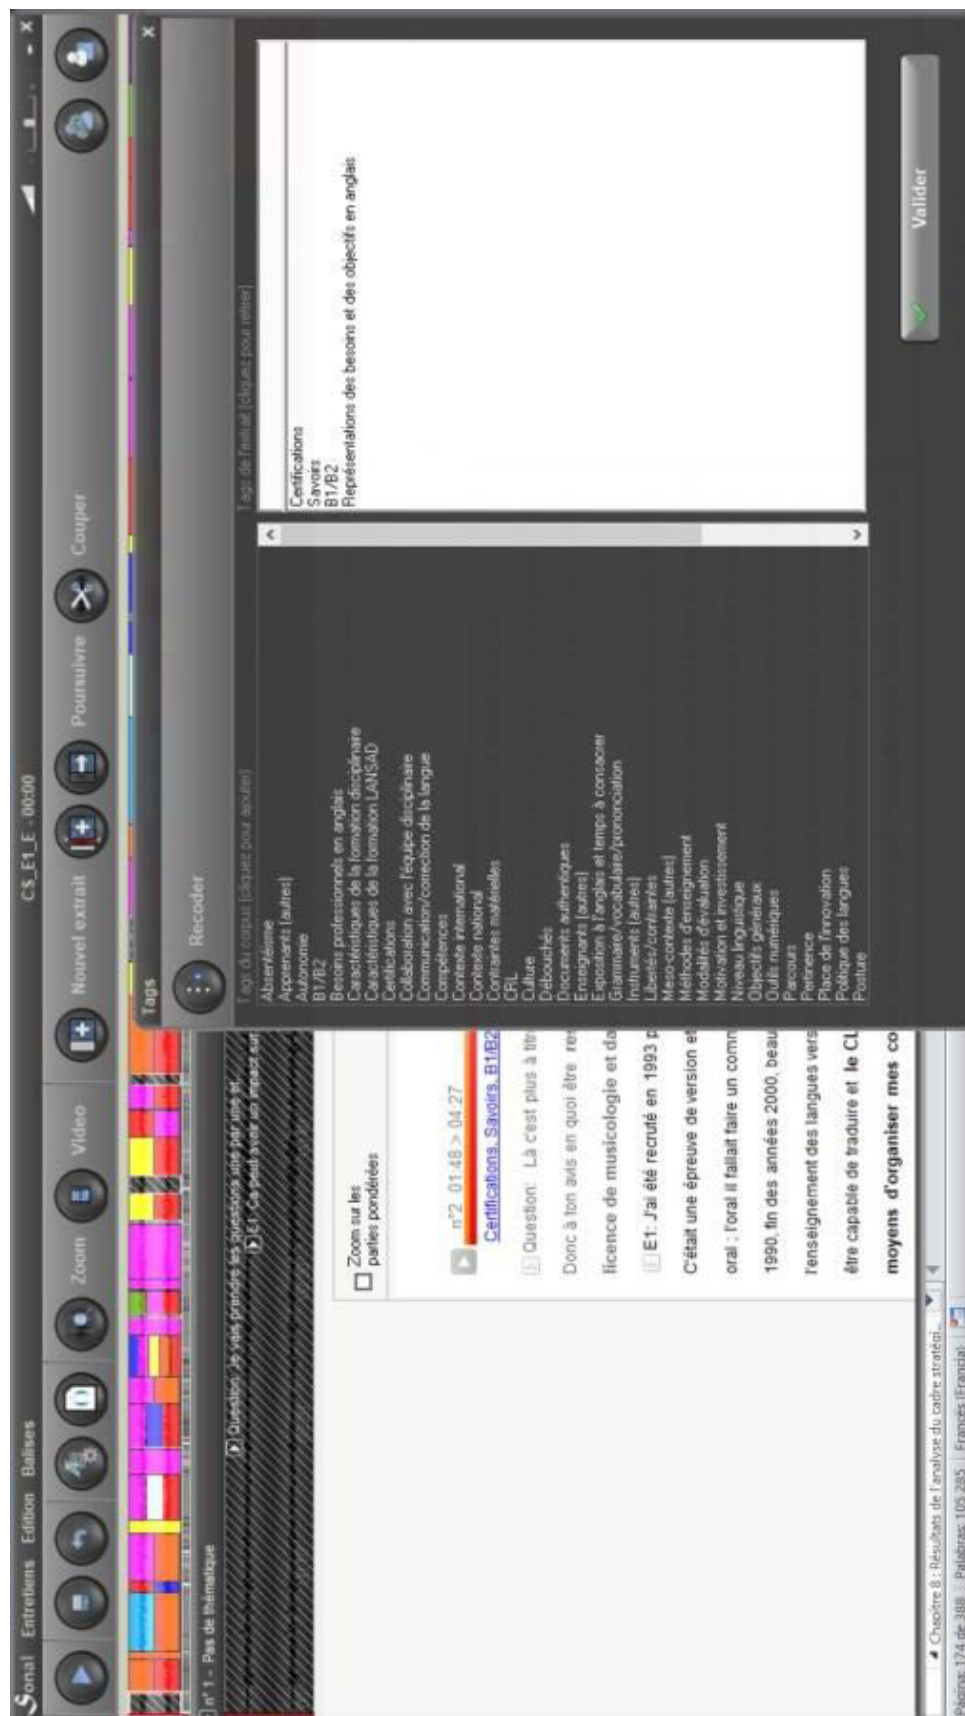 Sonal Entretiens Edition Balises
CS_E1_E - 00:00
Zoom
Video
Nouvel extrait
Poursuivre
Couper
n° 1 - Pas de thématique
Question: Je vais prendre les questions une par une et,
E1: Ca peut avoir un impact sur
Zoom sur les
parties pondérées
n°2 01:48 > 04:27
Certifications, Savoirs, B1/B2
Question: Là c'est plus à titre
Donc à ton avis en quoi être res
licence de musicologie et da
E1: J'ai été recruté en 1993 p
C'était une épreuve de version et
oral ; l'oral il fallait faire un comm
1990, fin des années 2000, beau
l'enseignement des langues vers
être capable de traduire et le CL
moyens d'organiser mes co
Tags
Recoder
Tags du corpus (cliquez pour ajouter)
Absentéisme
Apprenants (autres)
Autonomie
B1/B2
Besoins professionnels en anglais
Caractéristiques de la formation disciplinaire
Caractéristiques de la formation LANSAD
Certifications
Collaboration avec l'équipe disciplinaire
Communication/correction de la langue
Compétences
Contexte international
Contexte national
Contraintes matérielles
CRL
Culture
Débouchés
Documents authentiques
Enseignants (autres)
Exposition à l'anglais et temps à consacrer
Grammaire/vocabulaire/prononciation
Instruments (autres)
Libertés/contraintes
Meso-contexte (autres)
Méthodes d'enseignement
Modalités d'évaluation
Motivation et investissement
Niveau linguistique
Objectifs généraux
Outils numériques
Parcours
Pertinence
Place de l'innovation
Politique des langues
Posture
Tags de l'extrait (cliquez pour retirer)
Certifications
Savoirs
B1/B2
Représentations des besoins et des objectifs en anglais
Valider
Chapitre 8 : Résultats de l'analyse du cadre stratégi...
Página: 174 de 388 Palabras: 105 285 Francés (Francia)